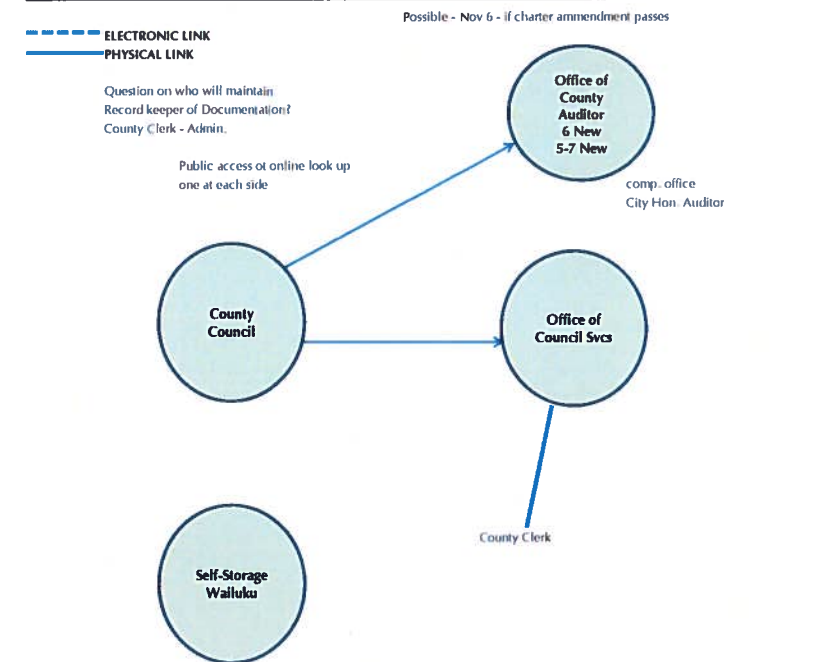 Possible - Nov 6 - if charter ammendment passes
ELECTRONIC LINK
PHYSICAL LINK
Question on who will maintain
Record keeper of Documentation?
County Clerk - Admin.
Public access ot online look up
one at each side
Office of
County
Auditor
6 New
5-7 New
comp. office
City Hon. Auditor
County
Council
Office of
Council Svcs
County Clerk
Self-Storage
Wailuku